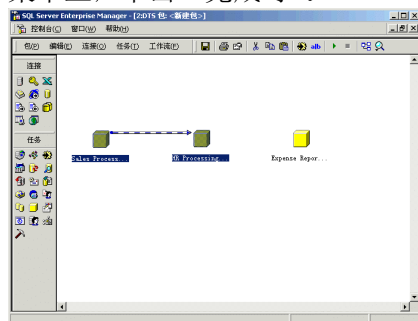 SQL Server Enterprise Manager - [2:DTS 包: <新建包>]
控制台(C) 窗口(W) 帮助(H)
包(P) 编辑(E) 连接(O) 任务(T) 工作流(F)
连接
任务
Sales Process... HR Processing... Expense Repor...